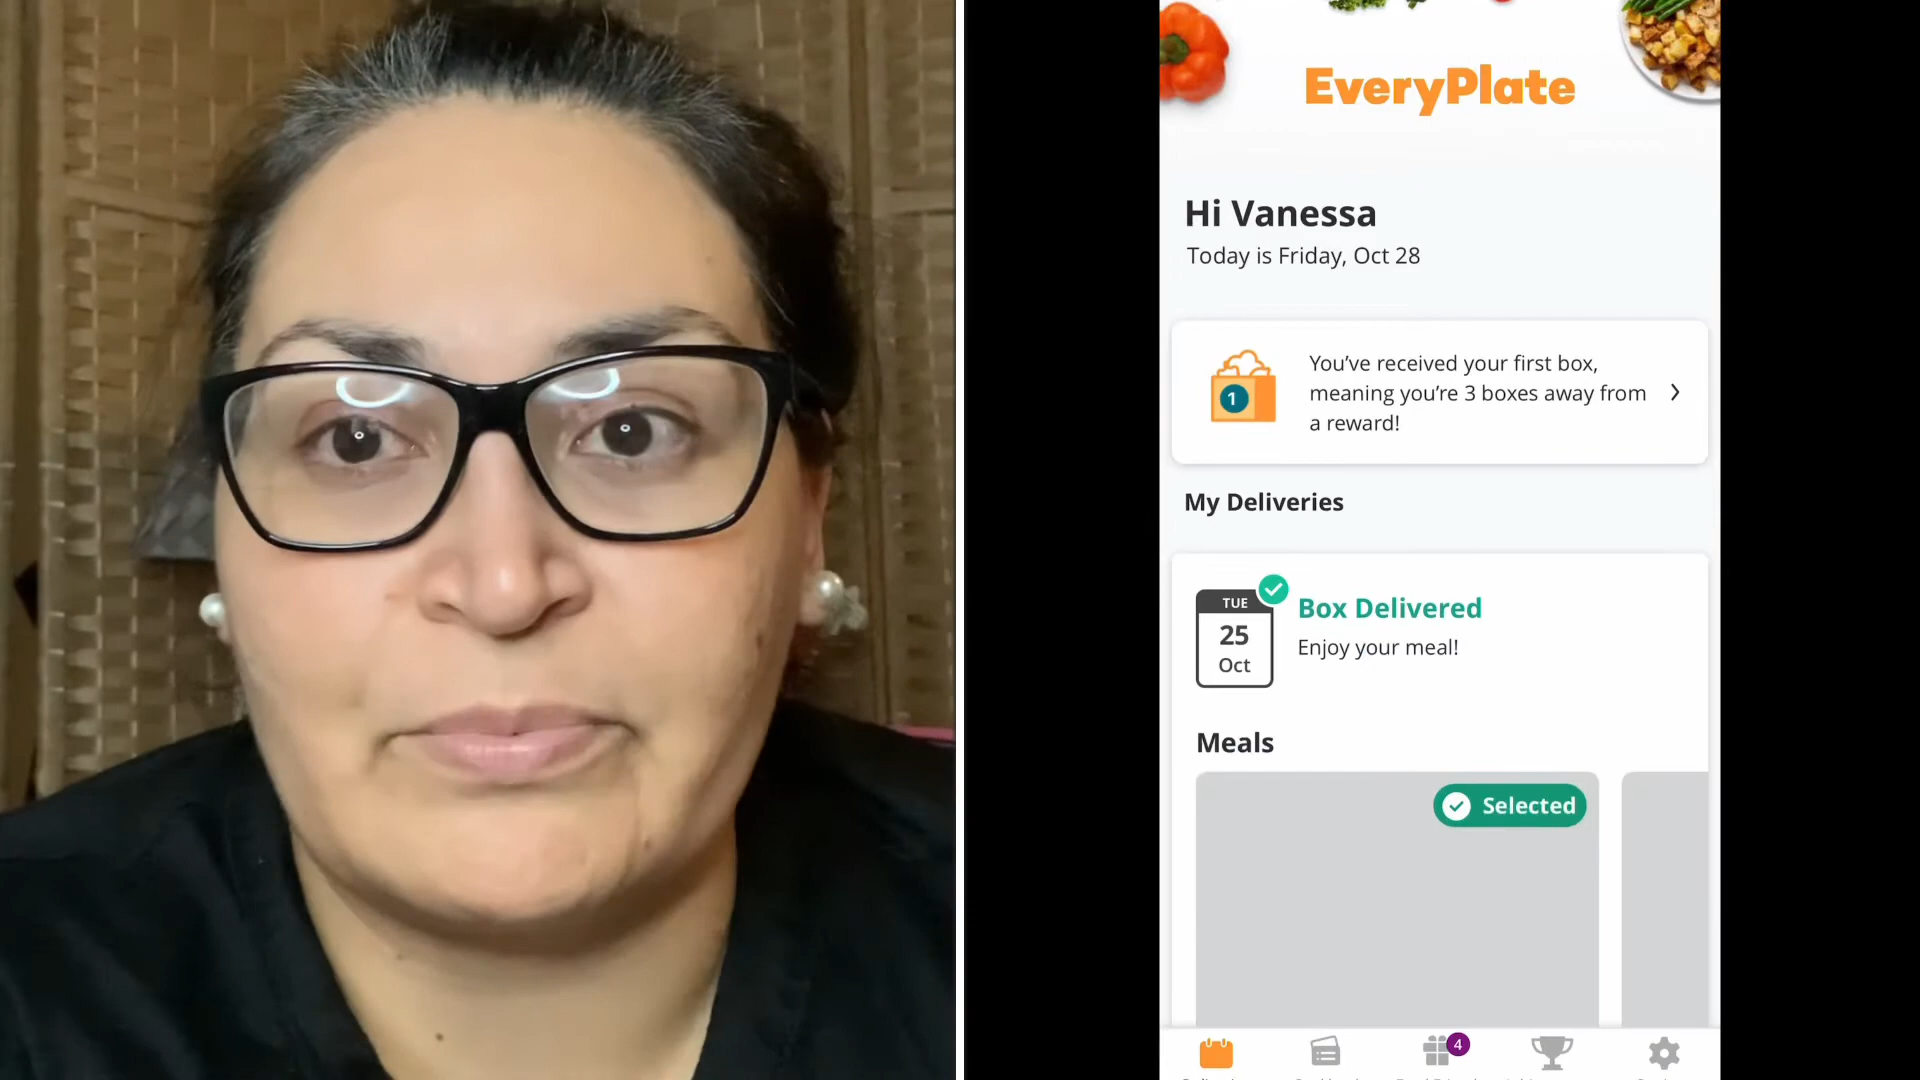 EveryPlate
Hi Vanessa
Today is Friday, Oct 28
1
You've received your first box,
meaning you're 3 boxes away from
a reward!
My Deliveries
TUE
25
Oct
Box Delivered
Enjoy your meal!
Meals
Selected
4